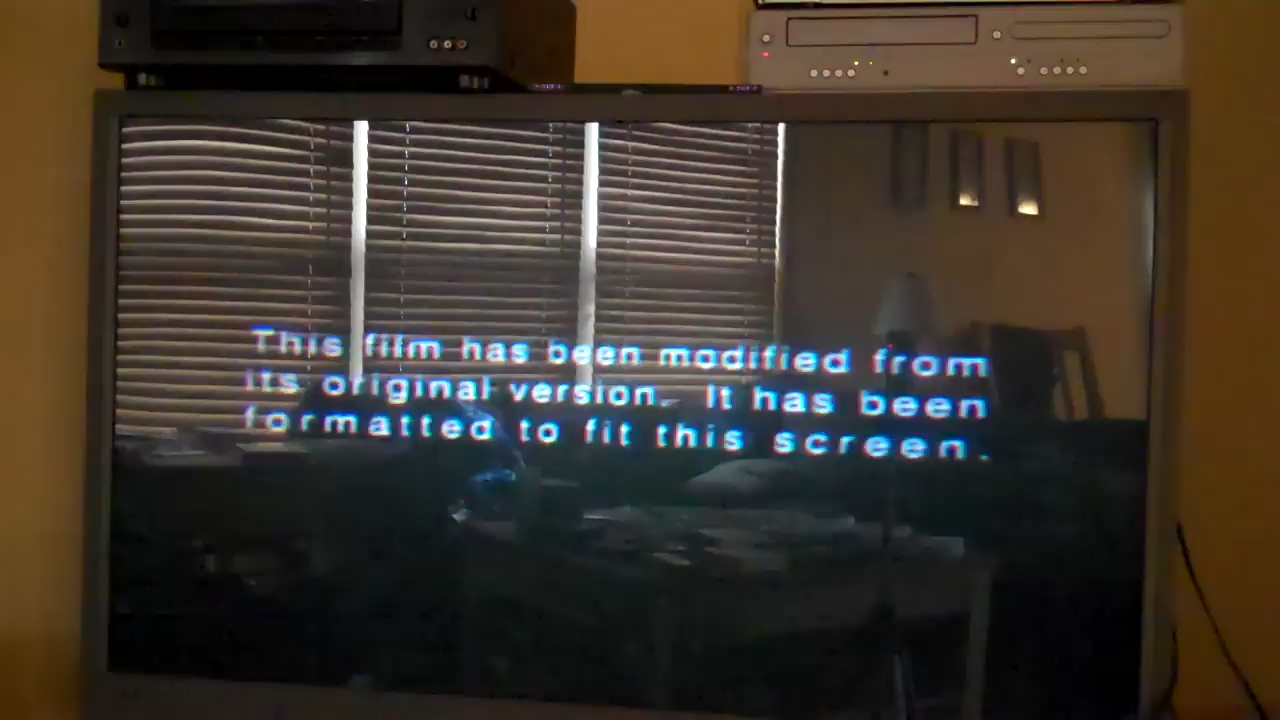 This film has been modified from
its original version. It has been
formatted to fit this screen.